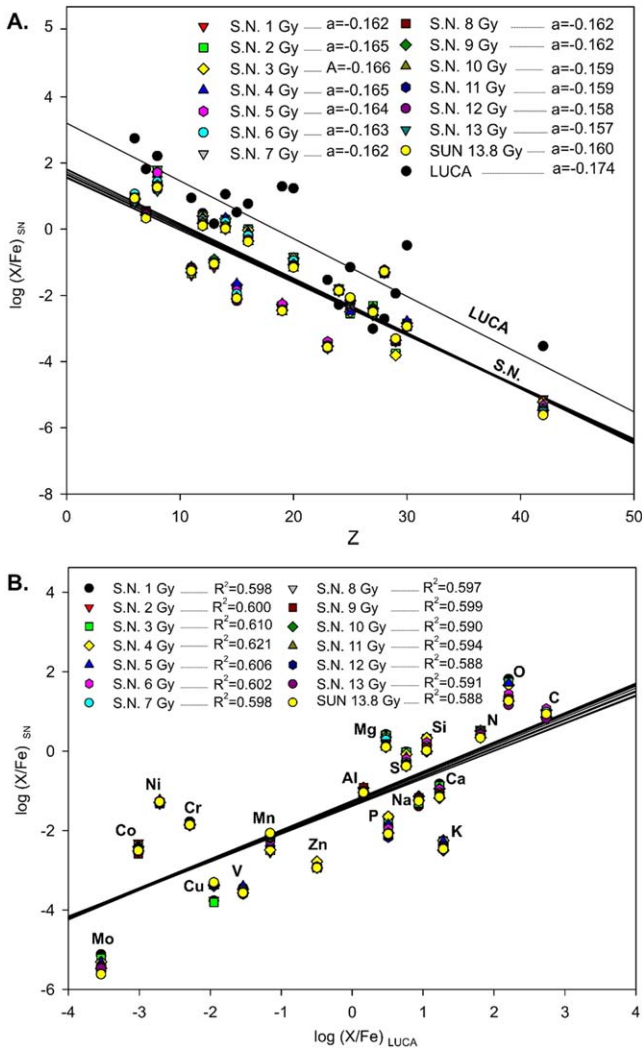 A.
S.N. 1 Gy a=-0.162
S.N. 2 Gy a=-0.165
S.N. 3 Gy A=-0.166
S.N. 4 Gy a=-0.165
S.N. 5 Gy a=-0.164
S.N. 6 Gy a=-0.163
S.N. 7 Gy a=-0.162
S.N. 8 Gy a=-0.162
S.N. 9 Gy a=-0.162
S.N. 10 Gy a=-0.159
S.N. 11 Gy a=-0.159
S.N. 12 Gy a=-0.158
S.N. 13 Gy a=-0.157
SUN 13.8 Gy a=-0.160
LUCA a=-0.174
log (X/Fe) SN
5
4
2
0
-2
-4
-6
-8
LUCA
S.N.
0 10 20 30 40 50
Z
B.
S.N. 1 Gy R²=0.598
S.N. 2 Gy R²=0.600
S.N. 3 Gy R²=0.610
S.N. 4 Gy R²=0.621
S.N. 5 Gy R²=0.606
S.N. 6 Gy R²=0.602
S.N. 7 Gy R²=0.598
S.N. 8 Gy R²=0.597
S.N. 9 Gy R²=0.599
S.N. 10 Gy R²=0.590
S.N. 11 Gy R²=0.594
S.N. 12 Gy R²=0.588
S.N. 13 Gy R²=0.591
SUN 13.8 Gy R²=0.588
log (X/Fe) SN
4
2
0
-2
-4
-6
O
C
Mg
Si
N
S
Al
Na
Ca
Ni
Cr
P
K
Co
Mn
Zn
Cu
V
Mo
-4 -3 -2 -1 0 1 2 3 4
log (X/Fe) LUCA